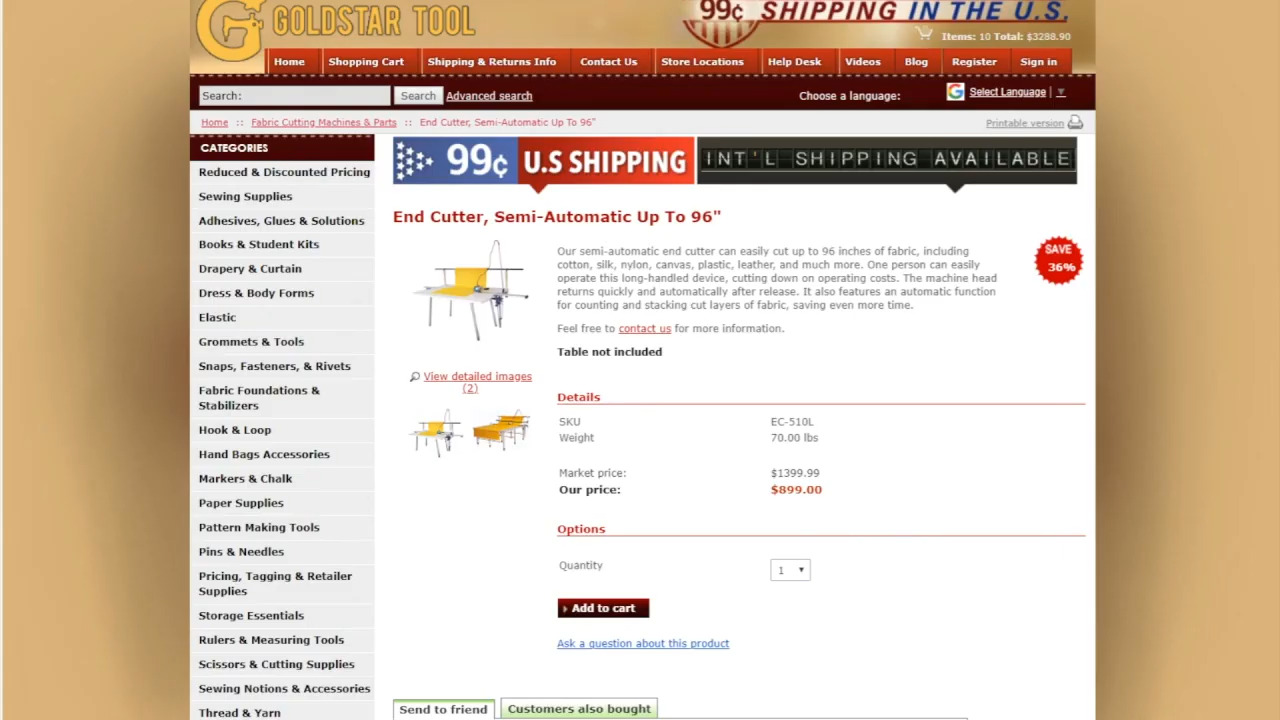 GOLDSTAR TOOL
99¢ SHIPPING IN THE U.S.
Items: 10 Total: $3288.90
Home
Shopping Cart
Shipping & Returns Info
Contact Us
Store Locations
Help Desk
Videos
Blog
Register
Sign in
Search:
Search
Advanced search
Choose a language:
Select Language
Home :: Fabric Cutting Machines & Parts :: End Cutter, Semi-Automatic Up To 96"
Printable version
CATEGORIES
Reduced & Discounted Pricing
Sewing Supplies
Adhesives, Glues & Solutions
Books & Student Kits
Drapery & Curtain
Dress & Body Forms
Elastic
Grommets & Tools
Snaps, Fasteners, & Rivets
Fabric Foundations &
Stabilizers
Hook & Loop
Hand Bags Accessories
Markers & Chalk
Paper Supplies
Pattern Making Tools
Pins & Needles
Pricing, Tagging & Retailer
Supplies
Storage Essentials
Rulers & Measuring Tools
Scissors & Cutting Supplies
Sewing Notions & Accessories
Thread & Yarn
99¢ U.S SHIPPING
INT'L SHIPPING AVAILABLE
End Cutter, Semi-Automatic Up To 96"
Our semi-automatic end cutter can easily cut up to 96 inches of fabric, including
cotton, silk, nylon, canvas, plastic, leather, and much more. One person can easily
operate this long-handled device, cutting down on operating costs. The machine head
returns quickly and automatically after release. It also features an automatic function
for counting and stacking cut layers of fabric, saving even more time.
Feel free to contact us for more information.
Table not included
SAVE
36%
View detailed images
(2)
Details
SKU EC-510L
Weight 70.00 lbs
Market price: $1399.99
Our price: $899.00
Options
Quantity 1
Add to cart
Ask a question about this product
Send to friend
Customers also bought